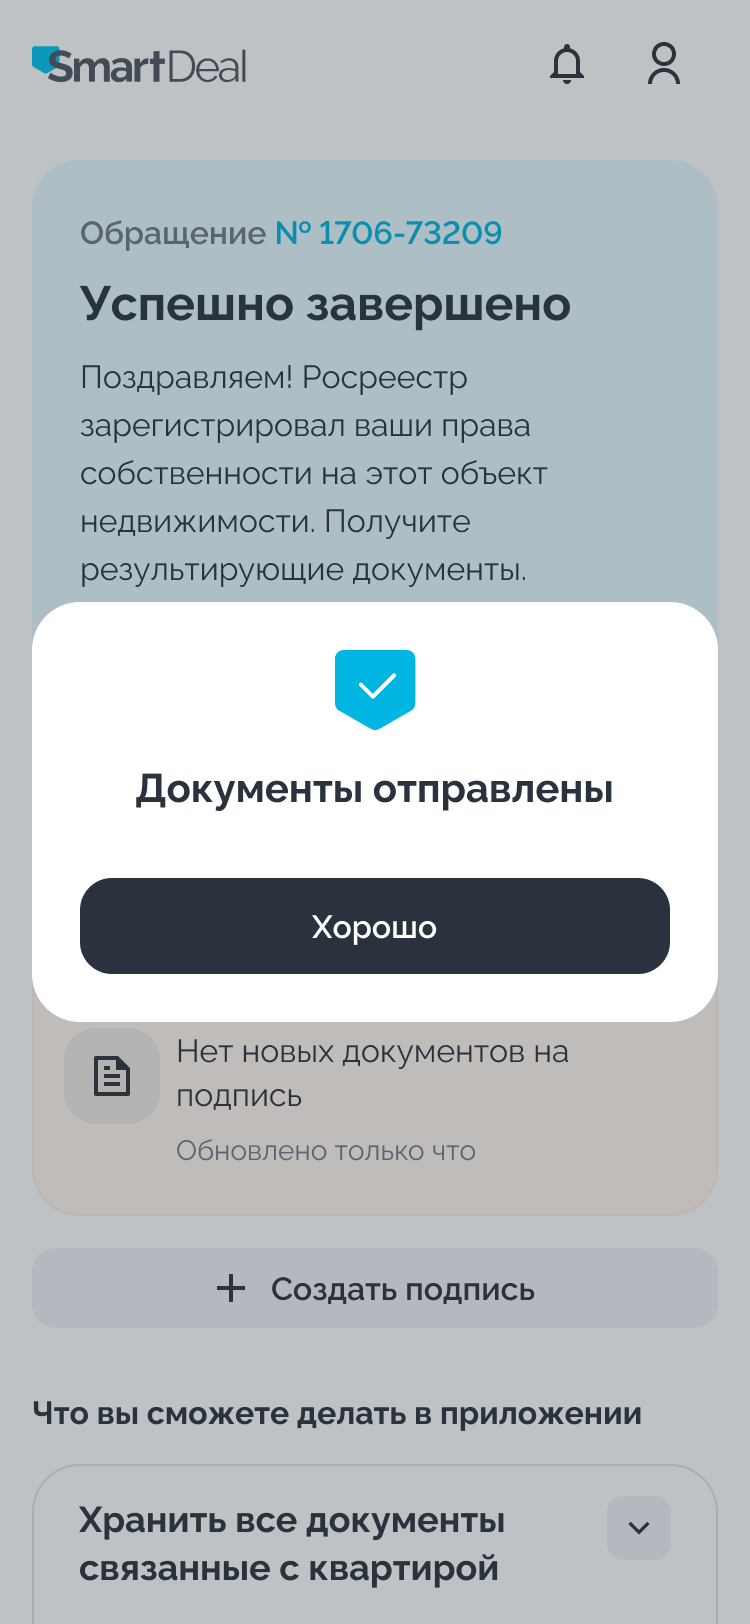 SmartDeal
Обращение № 1706-73209
Успешно завершено
Поздравляем! Росреестр
зарегистрировал ваши права
собственности на этот объект
недвижимости. Получите
результирующие документы.
Документы отправлены
Хорошо
Нет новых документов на
подпись
Обновлено только что
Создать подпись
Что вы сможете делать в приложении
Хранить все документы
связанные с квартирой